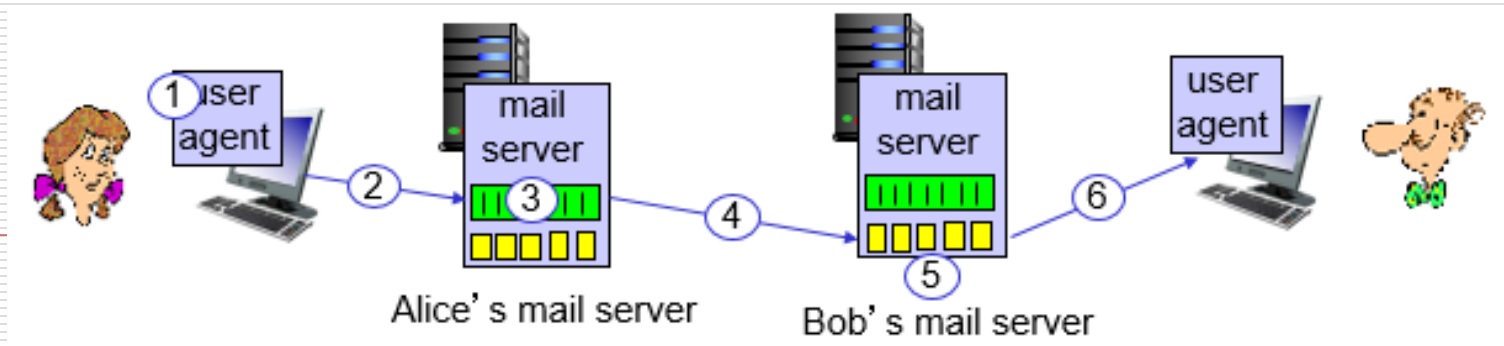 1 user
agent
2
mail
server
3
4
mail
server
5
6
user
agent
Alice's mail server
Bob's mail server